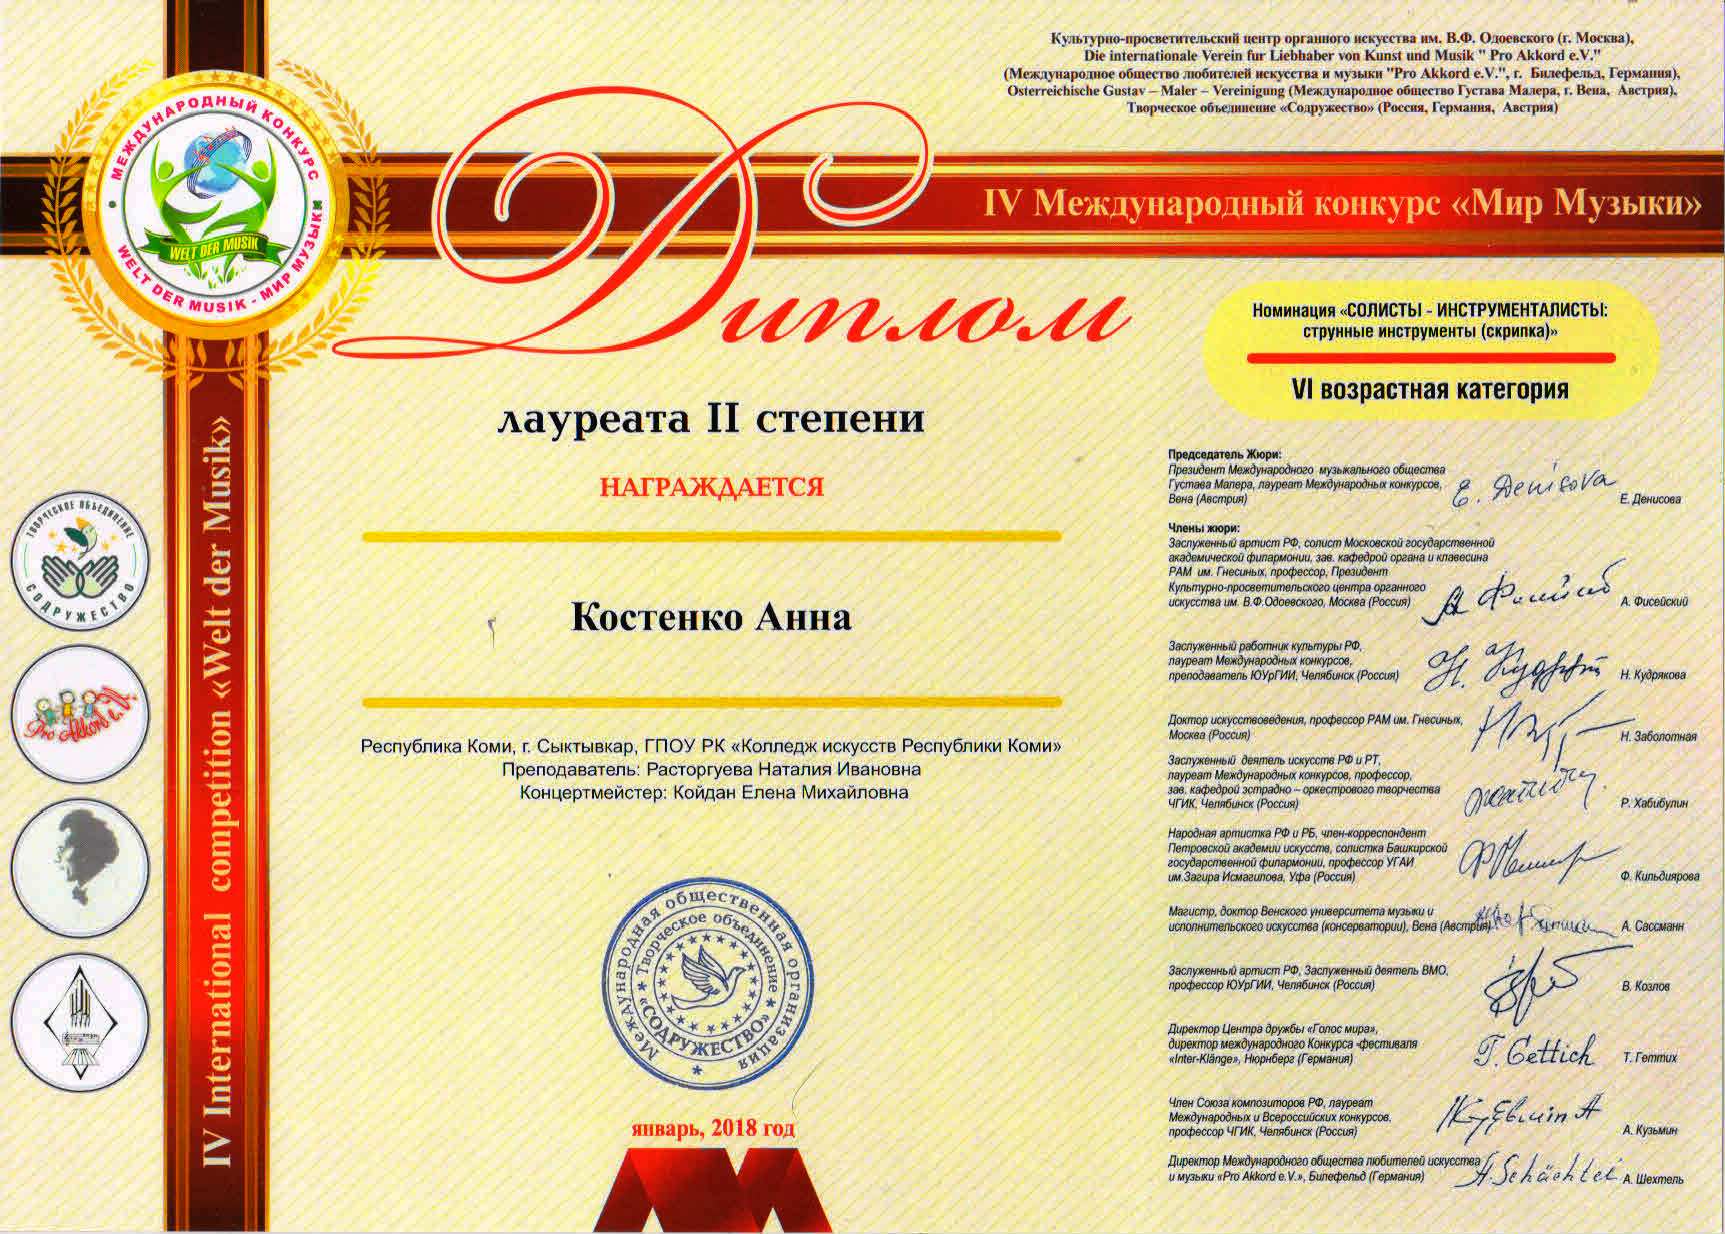 Культурно-просветительский центр органного искусства им. В.Ф. Одоевского (г. Москва),
Die internationale Verein fur Liebhaber von Kunst und Musik " Pro Akkord e.V."
(Международное общество любителей искусства и музыки "Pro Akkord e.V.", г. Билефельд, Германия),
Osterreichische Gustav – Maler – Vereinigung (Международное общество Густава Малера, г. Вена, Австрия),
Творческое объединение «Содружество» (Россия, Германия, Австрия)
МЕЖДУНАРОДНЫЙ КОНКУРС
WELT DER MUSIK
WELT DER MUSIK - МИР МУЗЫКИ
IV Международный конкурс «Мир Музыки»
Диплом
Номинация «СОЛИСТЫ - ИНСТРУМЕНТАЛИСТЫ:
струнные инструменты (скрипка)»
VI возрастная категория
лауреата II степени
НАГРАЖДАЕТСЯ
Костенко Анна
Республика Коми, г. Сыктывкар, ГПОУ РК «Колледж искусств Республики Коми»
Преподаватель: Расторгуева Наталия Ивановна
Концертмейстер: Койдан Елена Михайловна
IV International competition «Welt der Musik»
ТВОРЧЕСКОЕ ОБЪЕДИНЕНИЕ
СОДРУЖЕСТВО
Pro Akkord e.V.
Международная общественная организация
Творческое объединение
«СОДРУЖЕСТВО»
январь, 2018 год
Председатель Жюри:
Президент Международного музыкального общества
Густава Малера, лауреат Международных конкурсов,
Вена (Австрия)
E. Denisova
Е. Денисова
Члены жюри:
Заслуженный артист РФ, солист Московской государственной
академической филармонии, зав. кафедрой органа и клавесина
РАМ им. Гнесиных, профессор, Президент
Культурно-просветительского центра органного
искусства им. В.Ф.Одоевского, Москва (Россия)
А. Фисейский
Заслуженный работник культуры РФ,
лауреат Международных конкурсов,
преподаватель ЮУрГИИ, Челябинск (Россия)
Н. Кудрякова
Доктор искусствоведения, профессор РАМ им. Гнесиных,
Москва (Россия)
Н. Заболотная
Заслуженный деятель искусств РФ и РТ,
лауреат Международных конкурсов, профессор,
зав. кафедрой эстрадно – оркестрового творчества
ЧГИК, Челябинск (Россия)
Р. Хабибулин
Народная артистка РФ и РБ, член-корреспондент
Петровской академии искусств, солистка Башкирской
государственной филармонии, профессор УГАИ
им.Загира Исмагилова, Уфа (Россия)
Ф. Кильдиярова
Магистр, доктор Венского университета музыки и
исполнительского искусства (консерватории), Вена (Австрия)
А. Сассманн
Заслуженный артист РФ, Заслуженный деятель ВМО,
профессор ЮУрГИИ, Челябинск (Россия)
В. Козлов
Директор Центра дружбы «Голос мира»,
директор международного Конкурса -фестиваля
«Inter-Klänge», Нюрнберг (Германия)
T. Gettich
Т. Геттих
Член Союза композиторов РФ, лауреат
Международных и Всероссийских конкурсов,
профессор ЧГИК, Челябинск (Россия)
А. Кузьмин
Директор Международного общества любителей искусства
и музыки «Pro Akkord e.V.», Билефельд (Германия)
А. Шехтель